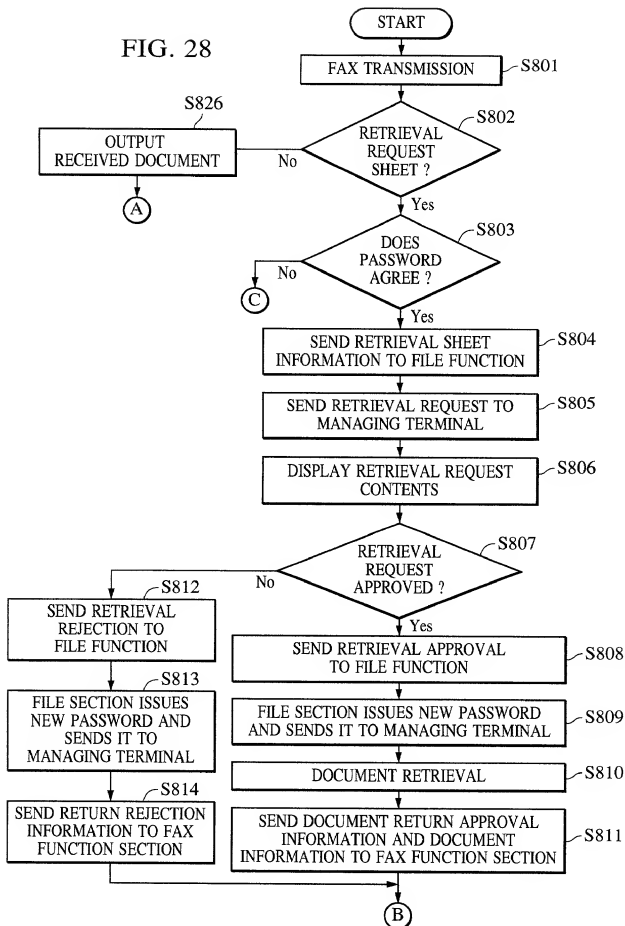 FIG. 28
START
FAX TRANSMISSION
S801
S802
RETRIEVAL
REQUEST
SHEET ?
No
Yes
S826
OUTPUT
RECEIVED DOCUMENT
A
S803
DOES
PASSWORD
AGREE ?
No
Yes
C
SEND RETRIEVAL SHEET
INFORMATION TO FILE FUNCTION
S804
SEND RETRIEVAL REQUEST TO
MANAGING TERMINAL
S805
DISPLAY RETRIEVAL REQUEST
CONTENTS
S806
S807
RETRIEVAL
REQUEST
APPROVED ?
No
Yes
S812
SEND RETRIEVAL
REJECTION TO
FILE FUNCTION
S813
FILE SECTION ISSUES
NEW PASSWORD AND
SENDS IT TO
MANAGING TERMINAL
S814
SEND RETURN REJECTION
INFORMATION TO FAX
FUNCTION SECTION
SEND RETRIEVAL APPROVAL
TO FILE FUNCTION
S808
FILE SECTION ISSUES NEW PASSWORD
AND SENDS IT TO MANAGING TERMINAL
S809
DOCUMENT RETRIEVAL
S810
SEND DOCUMENT RETURN APPROVAL
INFORMATION AND DOCUMENT
INFORMATION TO FAX FUNCTION SECTION
S811
B